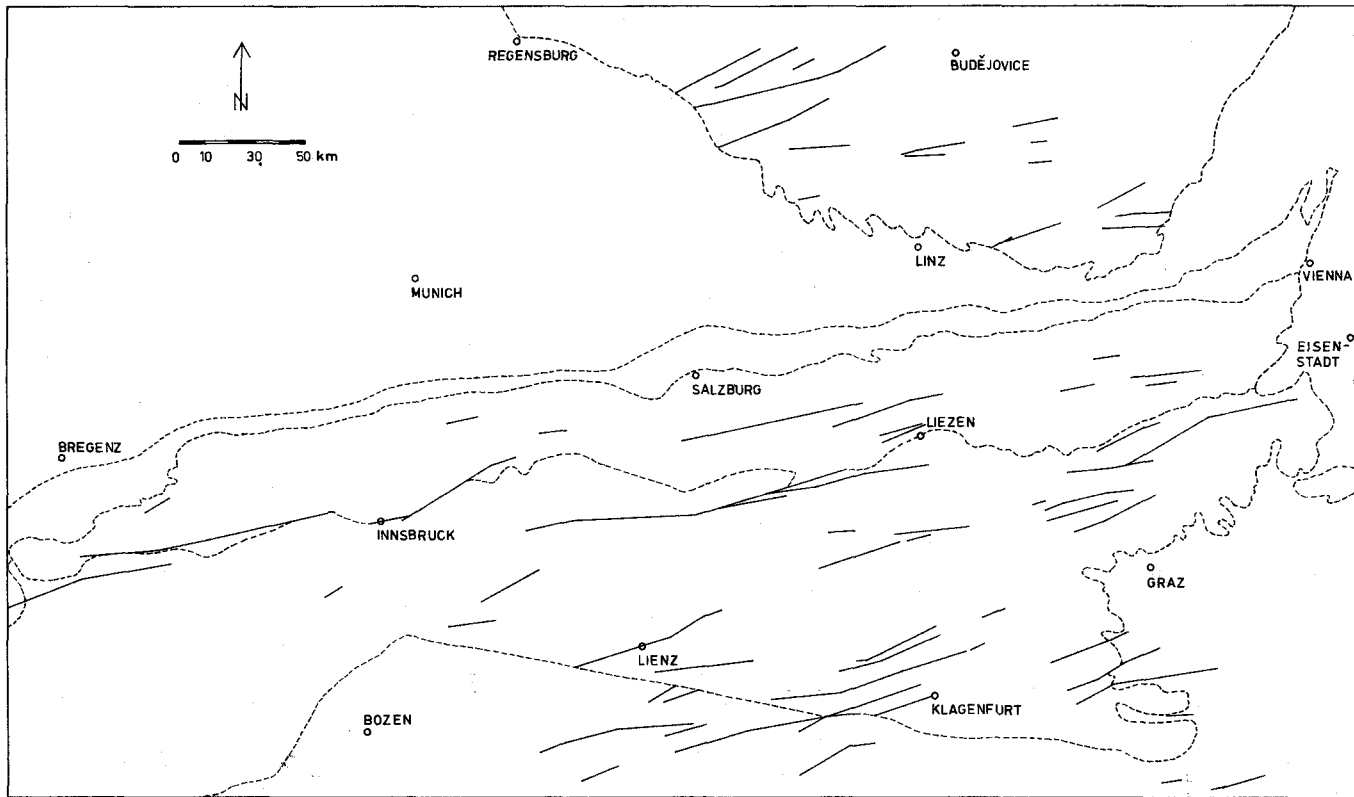 REGENSBURG
BUDĚJOVICE
N
0 10 30 50 km
LINZ
VIENNA
MUNICH
EISEN-
STADT
SALZBURG
LIEZEN
BREGENZ
INNSBRUCK
GRAZ
LIENZ
KLAGENFURT
BOZEN